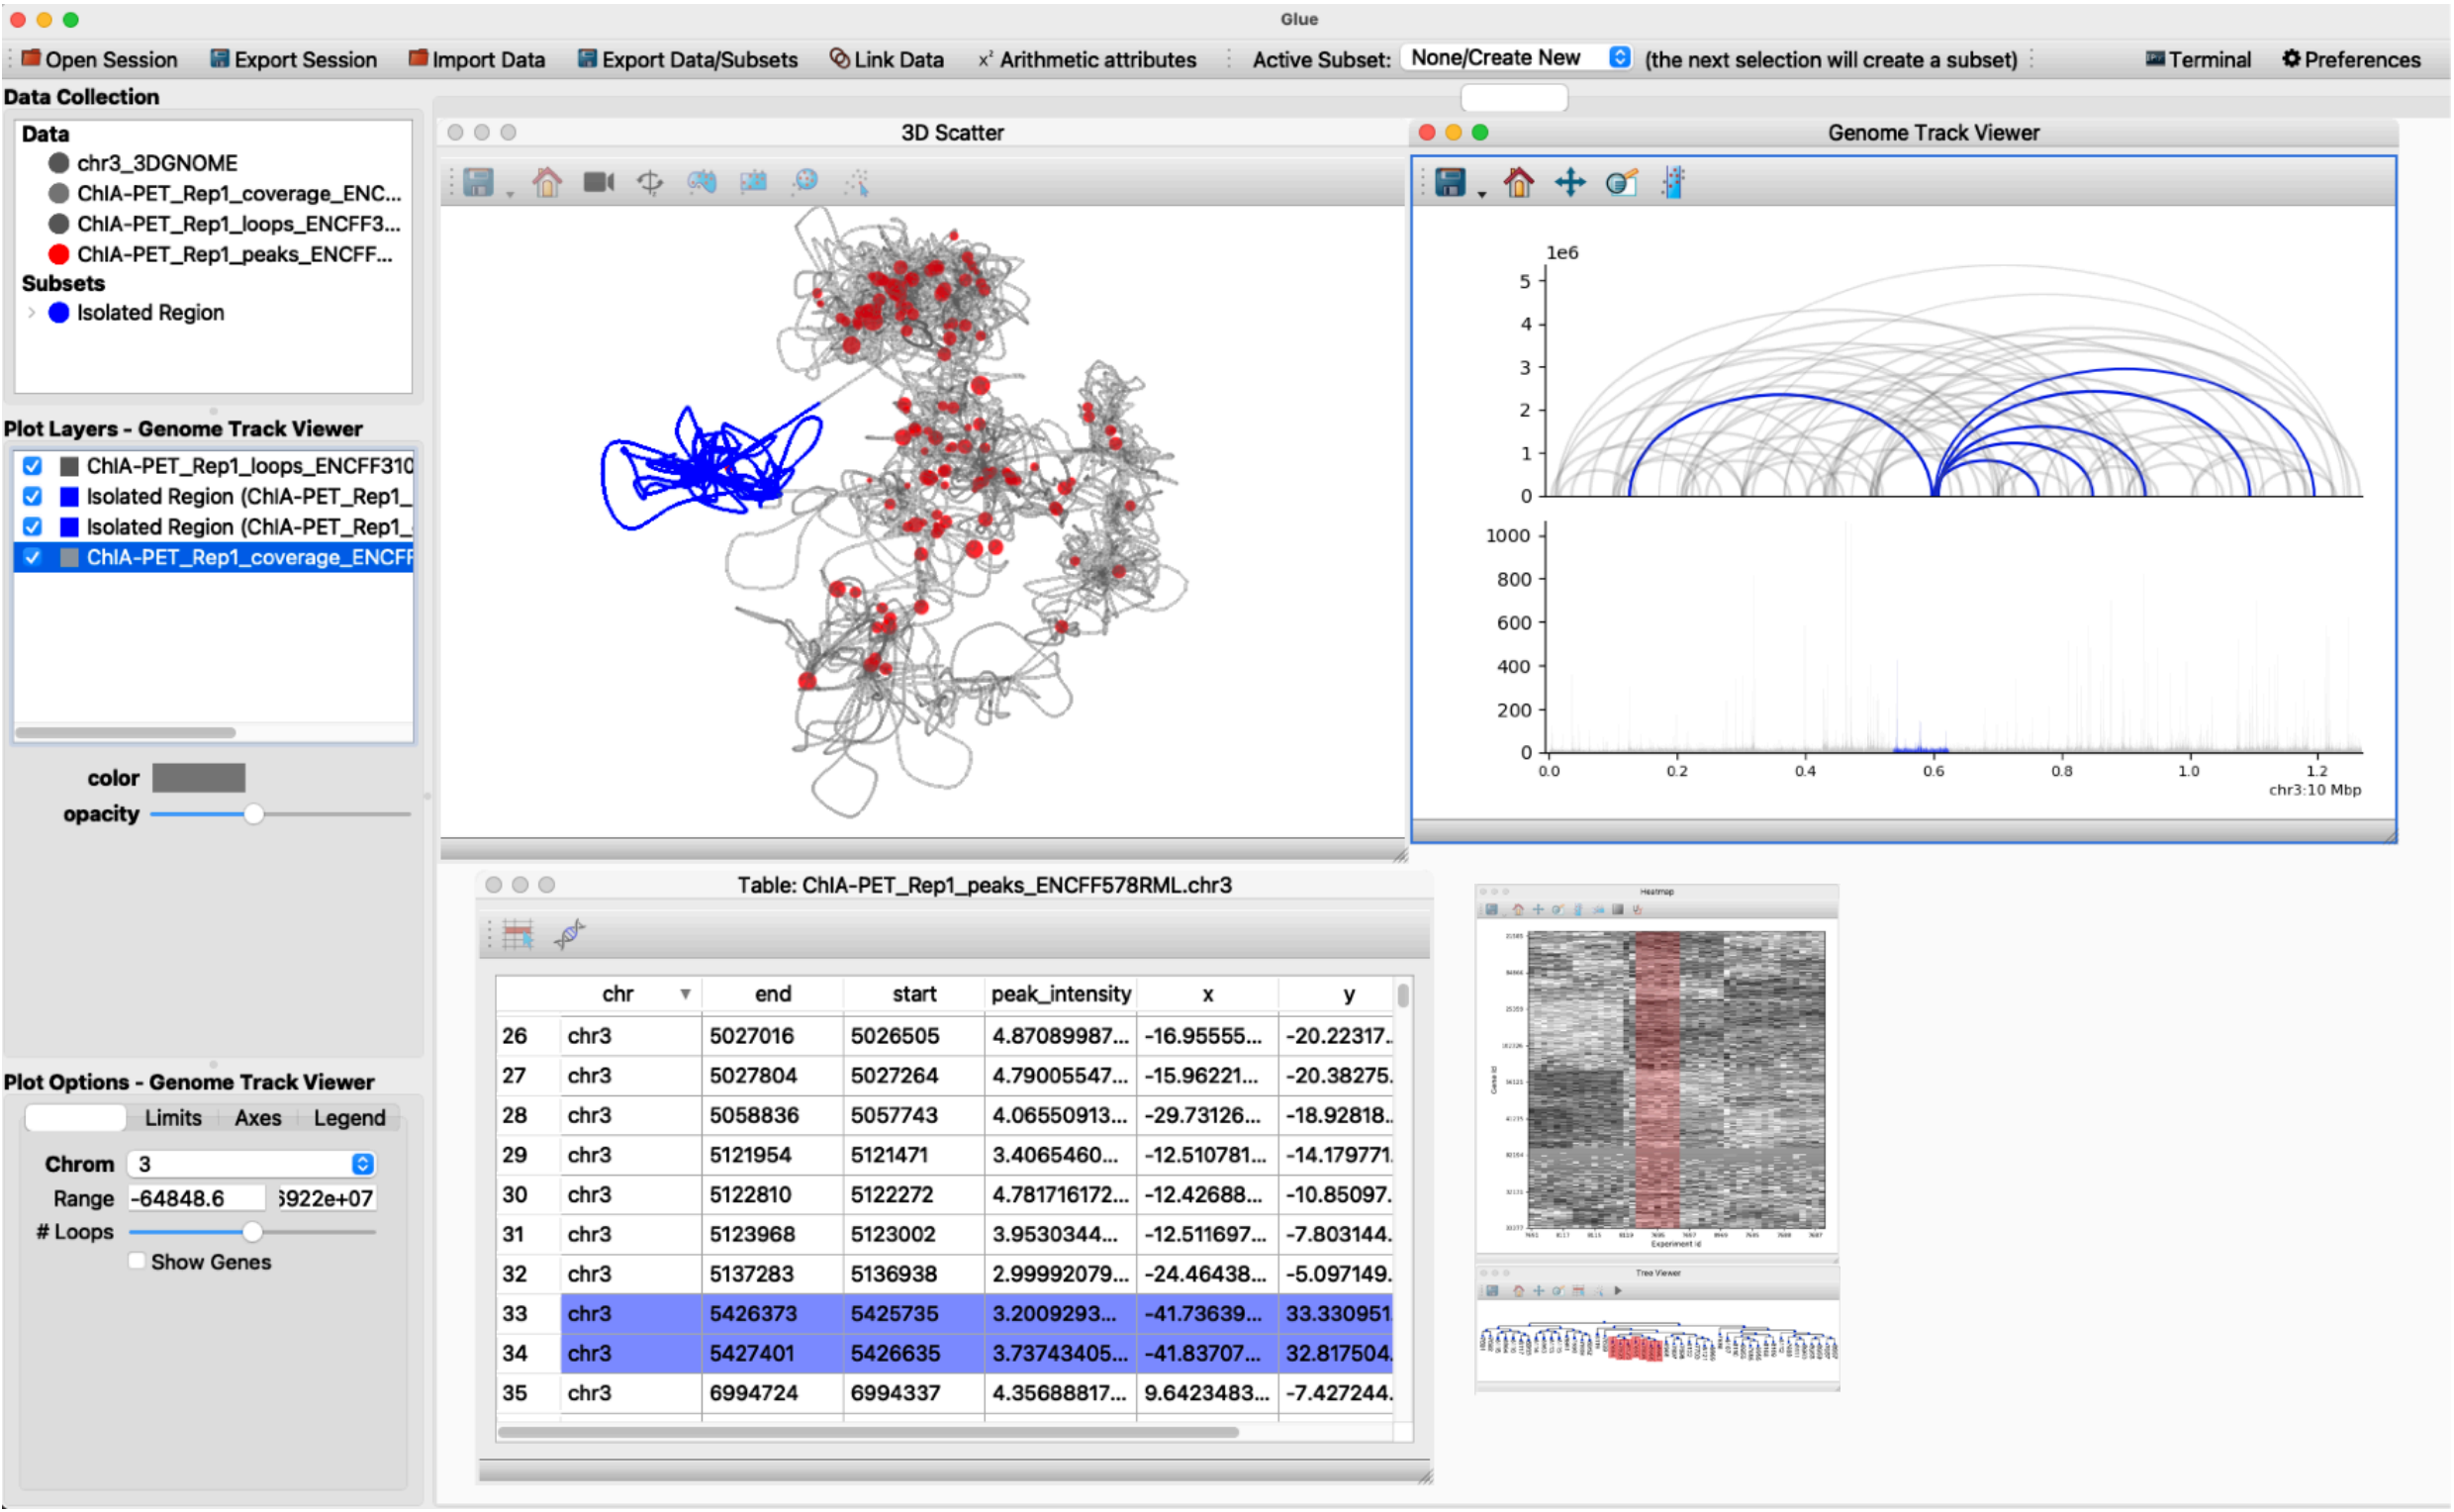 Glue
Open Session Export Session Import Data Export Data/Subsets Link Data x² Arithmetic attributes Active Subset: None/Create New (the next selection will create a subset) Terminal Preferences
Data Collection
Data
chr3_3DGNOME
ChIA-PET_Rep1_coverage_ENC...
ChIA-PET_Rep1_loops_ENCFF3...
ChIA-PET_Rep1_peaks_ENCFF...
Subsets
Isolated Region
Plot Layers - Genome Track Viewer
ChIA-PET_Rep1_loops_ENCFF310
Isolated Region (ChIA-PET_Rep1_
Isolated Region (ChIA-PET_Rep1_
ChIA-PET_Rep1_coverage_ENCFF
color
opacity
Plot Options - Genome Track Viewer
Limits Axes Legend
Chrom 3
Range -64848.6 6922e+07
# Loops
Show Genes
3D Scatter
Genome Track Viewer
1e6
5
4
3
2
1
0
1000
800
600
400
200
0
0.0 0.2 0.4 0.6 0.8 1.0 1.2
chr3:10 Mbp
Table: ChIA-PET_Rep1_peaks_ENCFF578RML.chr3
chr end start peak_intensity x y
26 chr3 5027016 5026505 4.87089987... -16.95555... -20.22317.
27 chr3 5027804 5027264 4.79005547... -15.96221... -20.38275.
28 chr3 5058836 5057743 4.06550913... -29.73126... -18.92818.
29 chr3 5121954 5121471 3.4065460... -12.510781... -14.179771.
30 chr3 5122810 5122272 4.781716172... -12.42688... -10.85097.
31 chr3 5123968 5123002 3.9530344... -12.511697... -7.803144.
32 chr3 5137283 5136938 2.99992079... -24.46438... -5.097149.
33 chr3 5426373 5425735 3.2009293... -41.73639... 33.330951
34 chr3 5427401 5426635 3.73743405... -41.83707... 32.817504.
35 chr3 6994724 6994337 4.35688817... 9.6423483... -7.427244.
Heatmap
Gene Id
Experiment Id
Tree Viewer